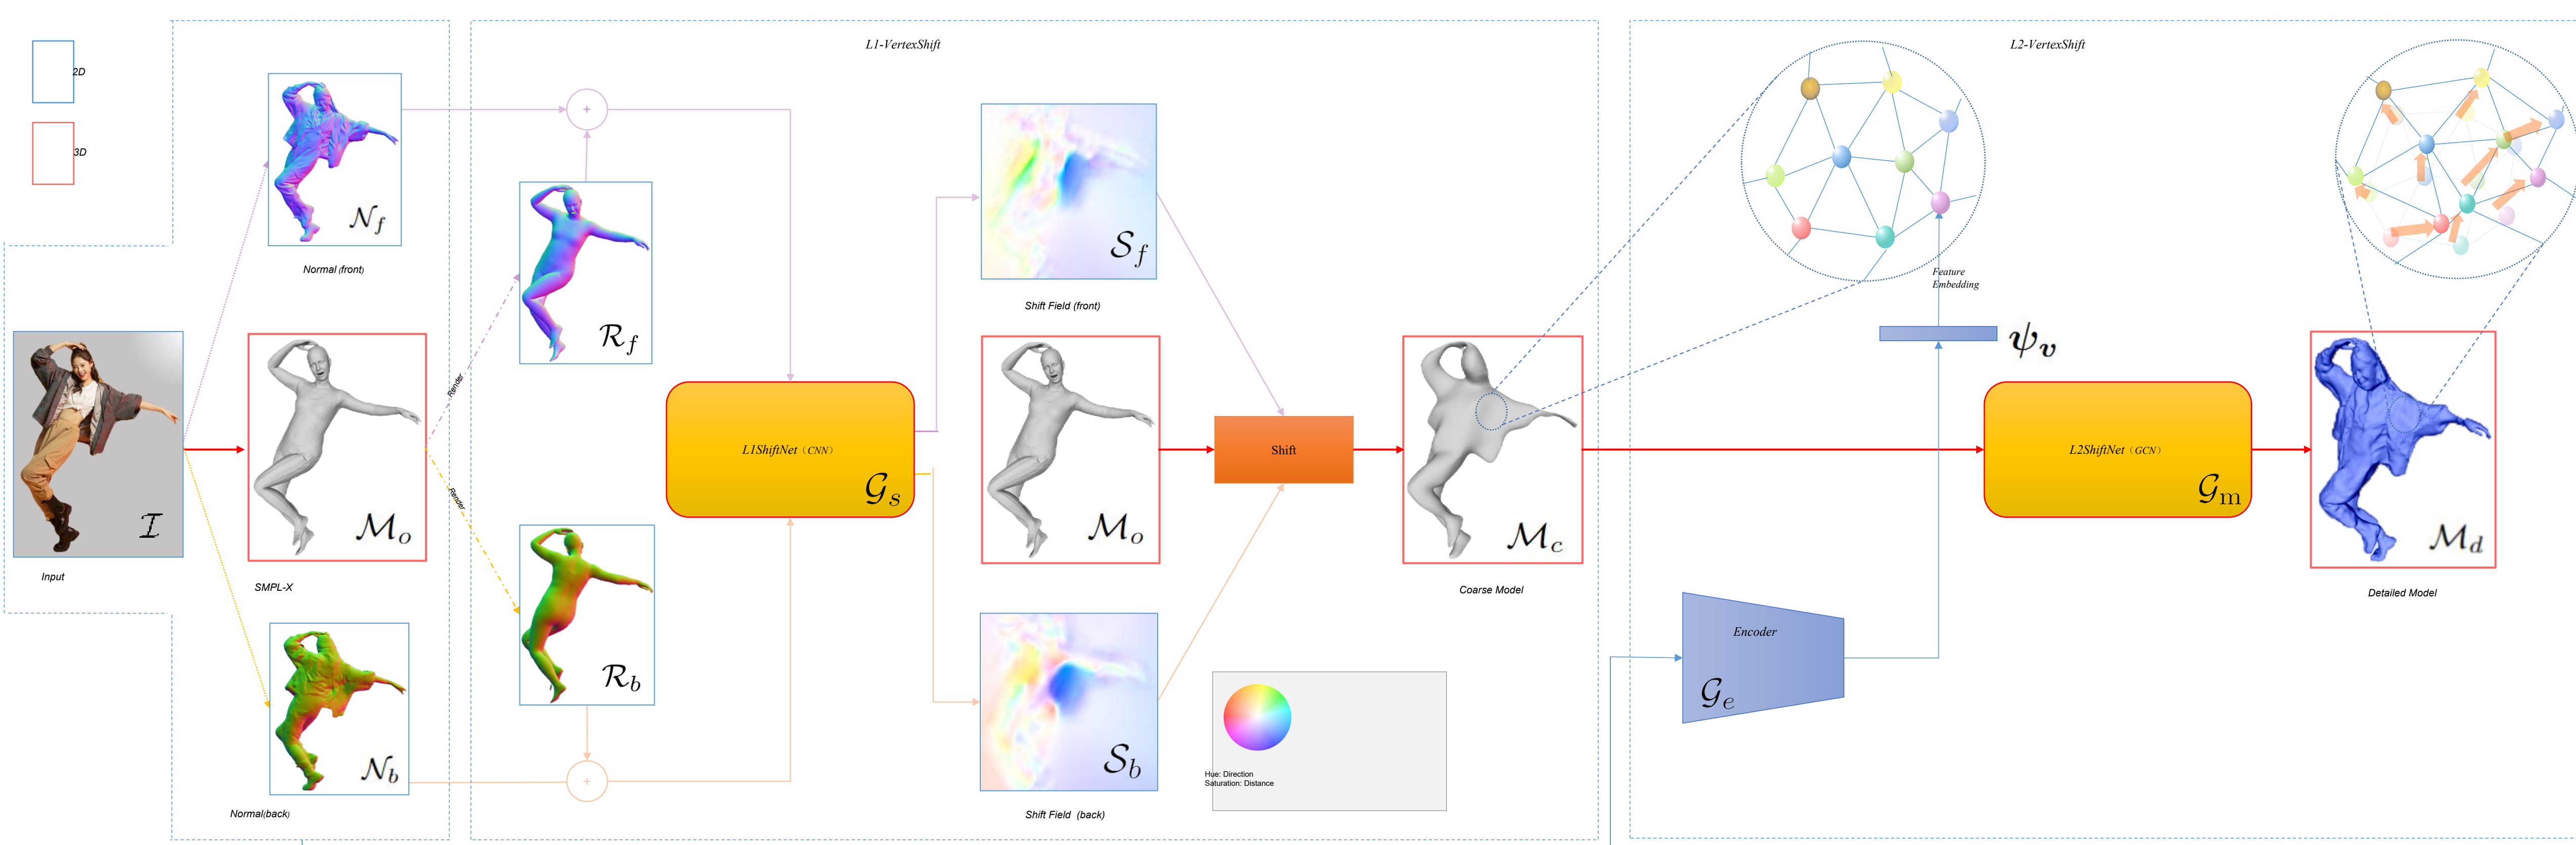 2D
3D
𝓘
Input
𝓝f
Normal (front)
𝓜o
SMPL-X
𝓝b
Normal(back)
L1-VertexShift
Render
Render
+
𝓡f
𝓡b
+
L1ShiftNet（CNN）
𝓖s
𝓢f
Shift Field (front)
𝓜o
𝓢b
Shift Field (back)
Shift
𝓜c
Coarse Model
Hue: Direction
Saturation: Distance
L2-VertexShift
Feature
Embedding
ψv
Encoder
𝓖e
L2ShiftNet（GCN）
𝓖m
𝓜d
Detailed Model